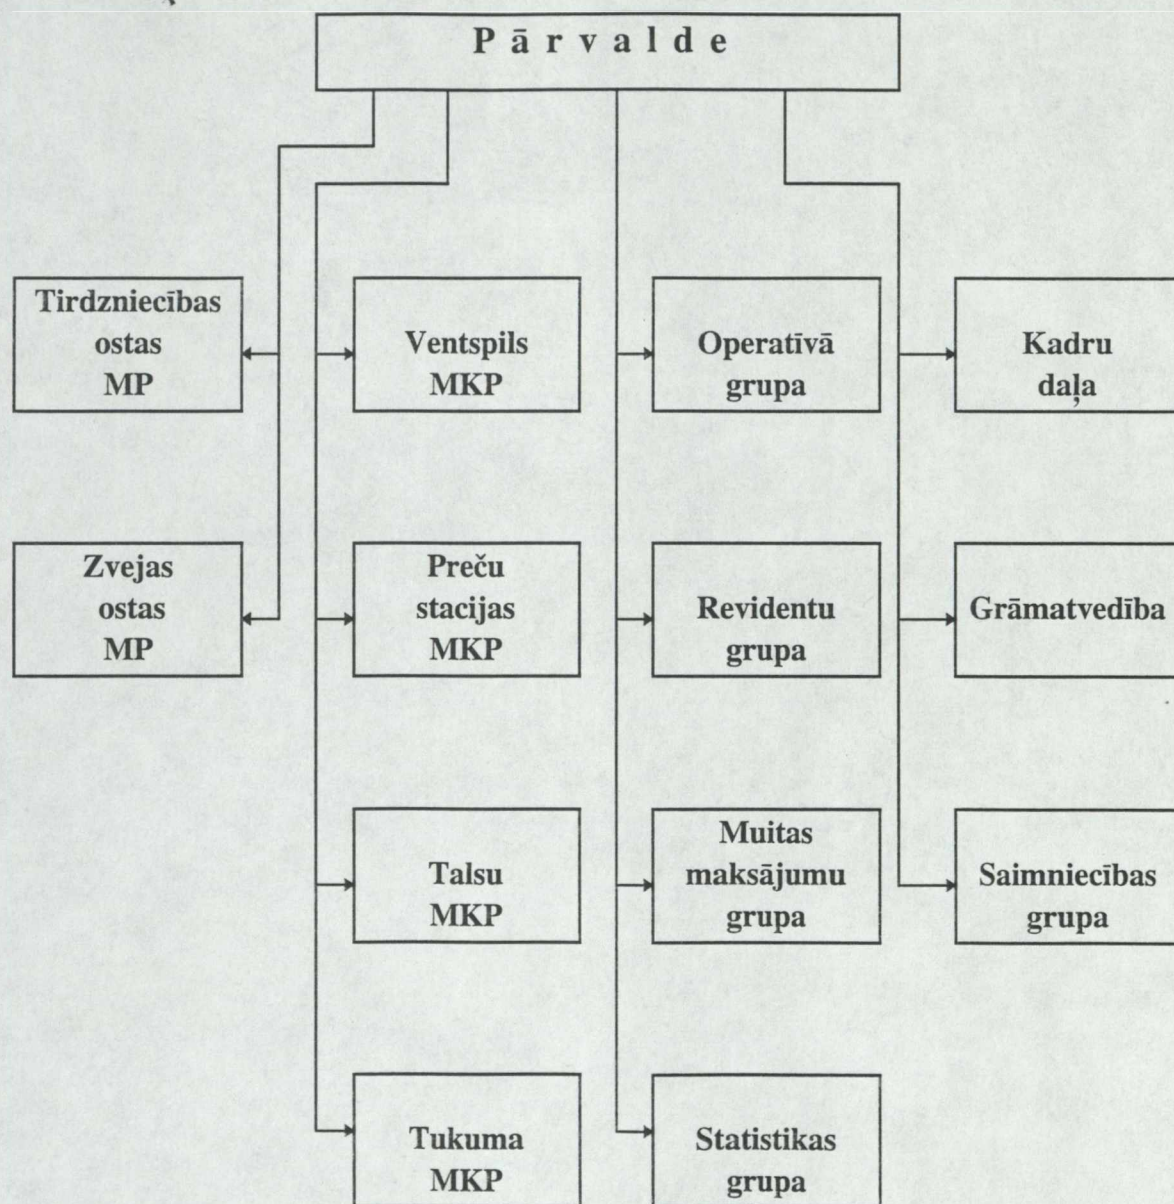 Pārvalde
Tirdzniecības
ostas
MP
Ventspils
MKP
Operatīvā
grupa
Kadru
daļa
Zvejas
ostas
MP
Preču
stacijas
MKP
Revidentu
grupa
Grāmatvedība
Talsu
MKP
Muitas
maksājumu
grupa
Saimniecības
grupa
Tukuma
MKP
Statistikas
grupa